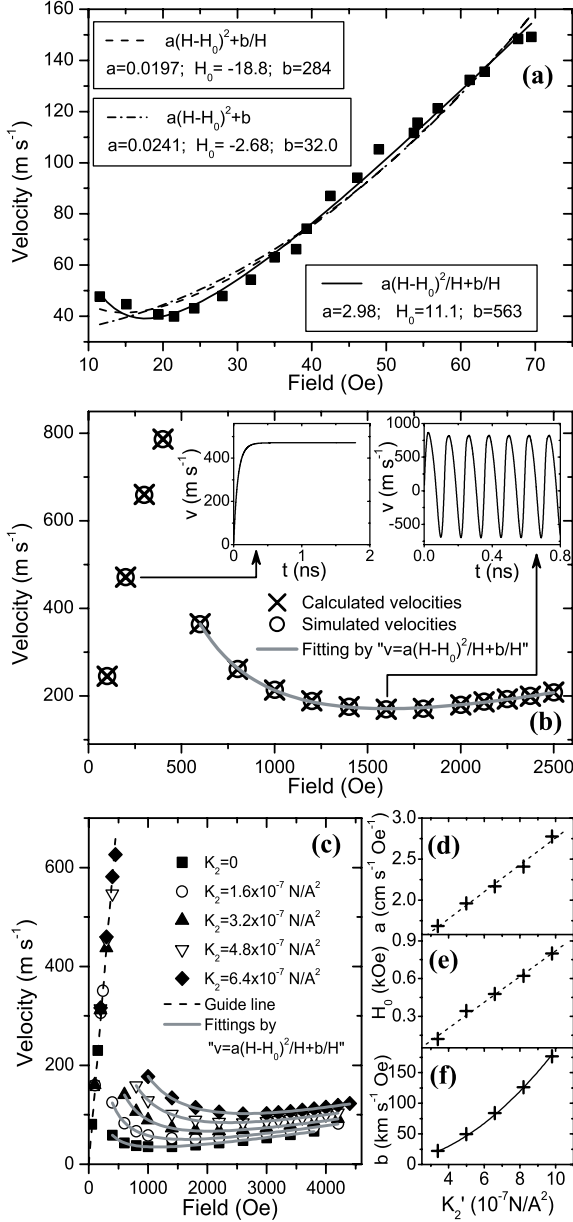 160
140
120
100
80
60
40
Velocity (m s⁻¹)
a(H-H₀)²+b/H
a=0.0197; H₀= -18.8; b=284
a(H-H₀)²+b
a=0.0241; H₀= -2.68; b=32.0
(a)
a(H-H₀)²/H+b/H
a=2.98; H₀=11.1; b=563
10 20 30 40 50 60 70
Field (Oe)
800
600
400
200
Velocity (m s⁻¹)
400
200
0
v (m s⁻¹)
0 1 2
t (ns)
800
500
0
-500
v (m s⁻¹)
0.0 0.4 0.8
t (ns)
Calculated velocities
Simulated velocities
Fitting by "v=a(H-H₀)²/H+b/H"
(b)
0 500 1000 1500 2000 2500
Field (Oe)
600
400
200
0
Velocity (m s⁻¹)
(c)
K₂=0
K₂=1.6x10⁻⁷ N/A²
K₂=3.2x10⁻⁷ N/A²
K₂=4.8x10⁻⁷ N/A²
K₂=6.4x10⁻⁷ N/A²
Guide line
Fittings by
"v=a(H-H₀)²/H+b/H"
0 1000 2000 3000 4000
Field (Oe)
3.0
2.5
2.0
a (cm s⁻¹ Oe⁻¹)
(d)
0.9
0.6
0.3
H₀ (kOe)
(e)
150
100
50
0
b (km s⁻¹ Oe)
(f)
4 6 8 10
K₂' (10⁻⁷N/A²)